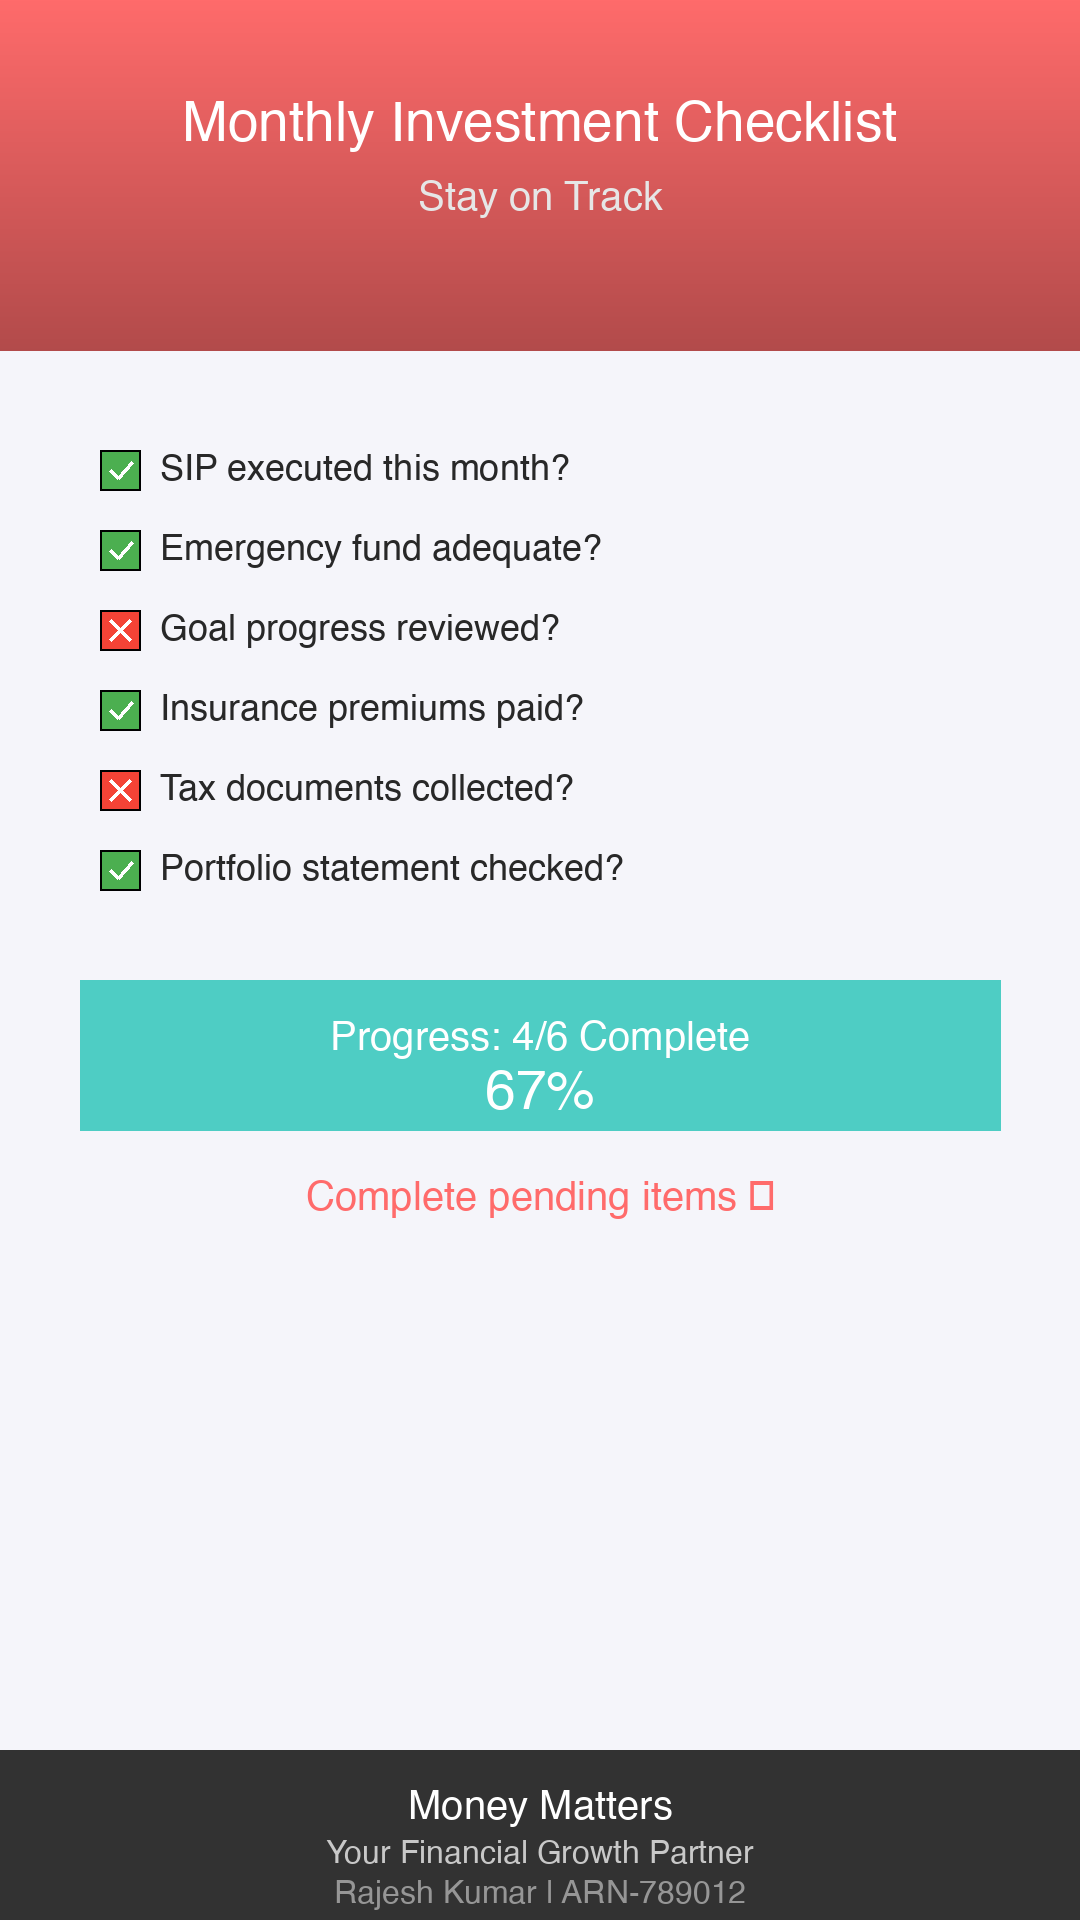 Monthly Investment Checklist
Stay on Track
SIP executed this month?
Emergency fund adequate?
Goal progress reviewed?
Insurance premiums paid?
Tax documents collected?
Portfolio statement checked?
Progress: 4/6 Complete
67%
Complete pending items
Money Matters
Your Financial Growth Partner
Rajesh Kumar | ARN-789012